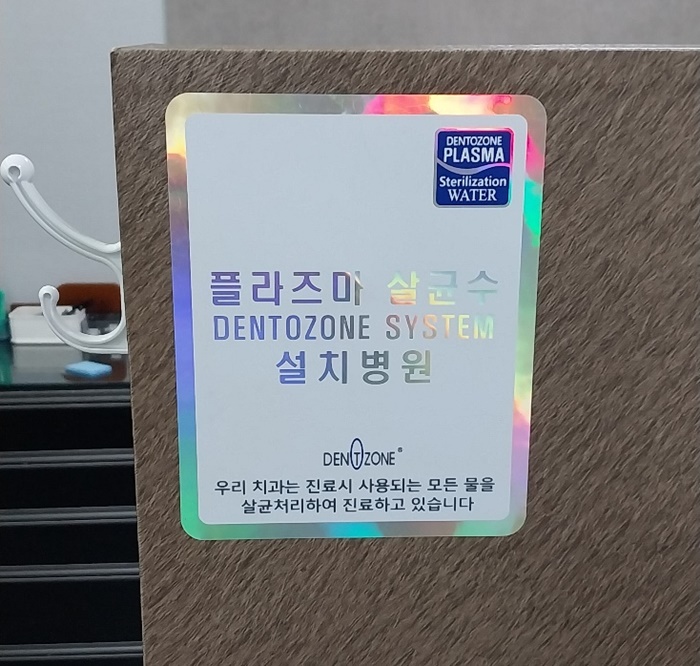 DENTOZONE
PLASMA
Sterilization
WATER
플라즈마 살균수
DENTOZONE SYSTEM
설치병원
DENTZONE®
우리 치과는 진료시 사용되는 모든 물을
살균처리하여 진료하고 있습니다